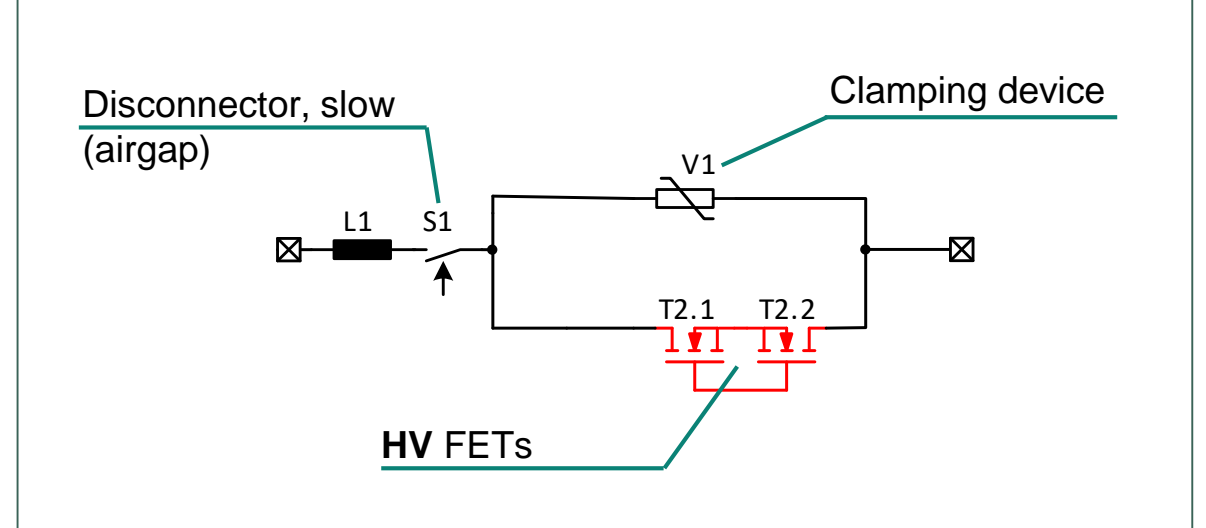 Clamping device
Disconnector, slow
(airgap)
V1
L1
S1
T2.1
T2.2
HV FETs